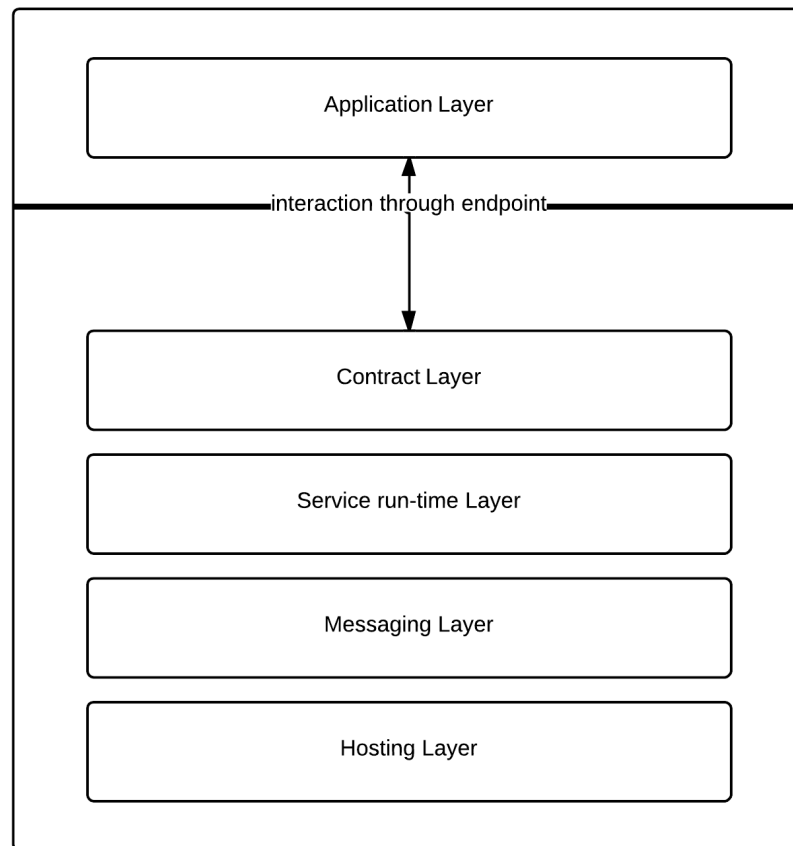 Application Layer
interaction through endpoint
Contract Layer
Service run-time Layer
Messaging Layer
Hosting Layer